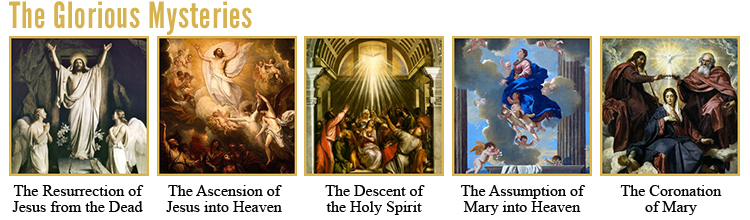 The Glorious Mysteries
The Resurrection of
Jesus from the Dead
The Ascension of
Jesus into Heaven
The Descent of
the Holy Spirit
The Assumption of
Mary into Heaven
The Coronation
of Mary